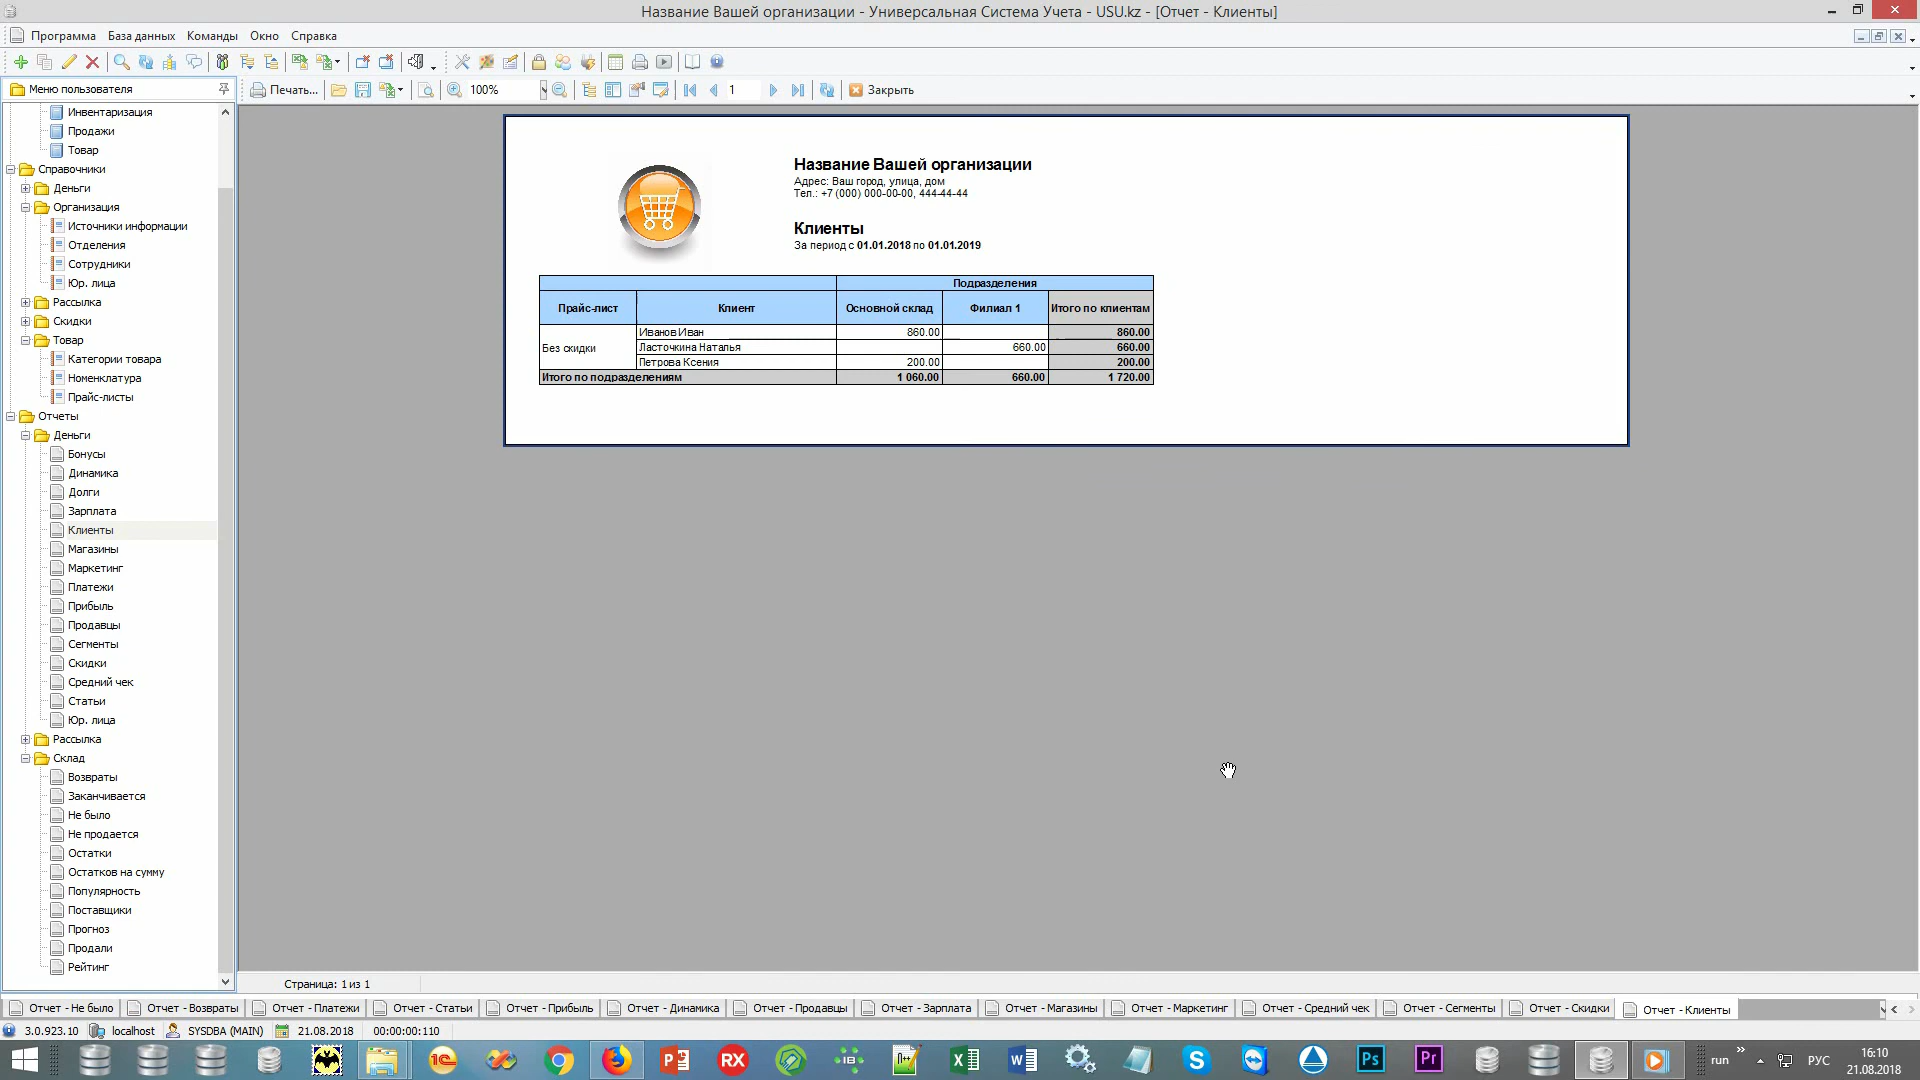 Название Вашей организации - Универсальная Система Учета - USU.kz - [Отчет - Клиенты]
Программа База данных Команды Окно Справка
Меню пользователя
Печать... 100% 1 Закрыть
Инвентаризация
Продажи
Товар
Справочники
Деньги
Организация
Источники информации
Отделения
Сотрудники
Юр. лица
Рассылка
Скидки
Товар
Категории товара
Номенклатура
Прайс-листы
Отчеты
Деньги
Бонусы
Динамика
Долги
Зарплата
Клиенты
Магазины
Маркетинг
Платежи
Прибыль
Продавцы
Сегменты
Скидки
Средний чек
Статьи
Юр. лица
Рассылка
Склад
Возвраты
Заканчивается
Не было
Не продается
Остатки
Остатков на сумму
Популярность
Поставщики
Прогноз
Продали
Рейтинг
Название Вашей организации
Адрес: Ваш город, улица, дом
Тел.: +7 (000) 000-00-00, 444-44-44
Клиенты
За период с 01.01.2018 по 01.01.2019
Подразделения
Прайс-лист Клиент Основной склад Филиал 1 Итого по клиентам
Без скидки
Иванов Иван 860.00 860.00
Ласточкина Наталья 660.00 660.00
Петрова Ксения 200.00 200.00
Итого по подразделениям 1 060.00 660.00 1 720.00
Страница: 1 из 1
Отчет - Не было Отчет - Возвраты Отчет - Платежи Отчет - Статьи Отчет - Прибыль Отчет - Динамика Отчет - Продавцы Отчет - Зарплата Отчет - Магазины Отчет - Маркетинг Отчет - Средний чек Отчет - Сегменты Отчет - Скидки Отчет - Клиенты
3.0.923.10 localhost SYSDBA (MAIN) 21.08.2018 00:00:00:110
run РУС 16:10
21.08.2018